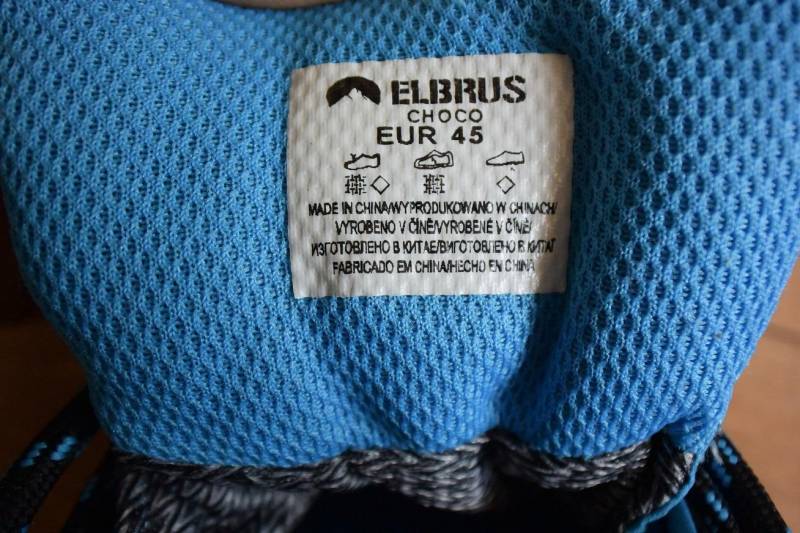 ELBRUS
CHOCO
EUR 45
MADE IN CHINA/WYPRODUKOWANO W CHINACH/
VYROBENO V ČÍNĚ/VYROBENÉ V ČÍNE/
ИЗГОТОВЛЕНО В КИТАЕ/ВИГОТОВЛЕНО В КИТАЇ
FABRICADO EM CHINA/HECHO EN CHINA